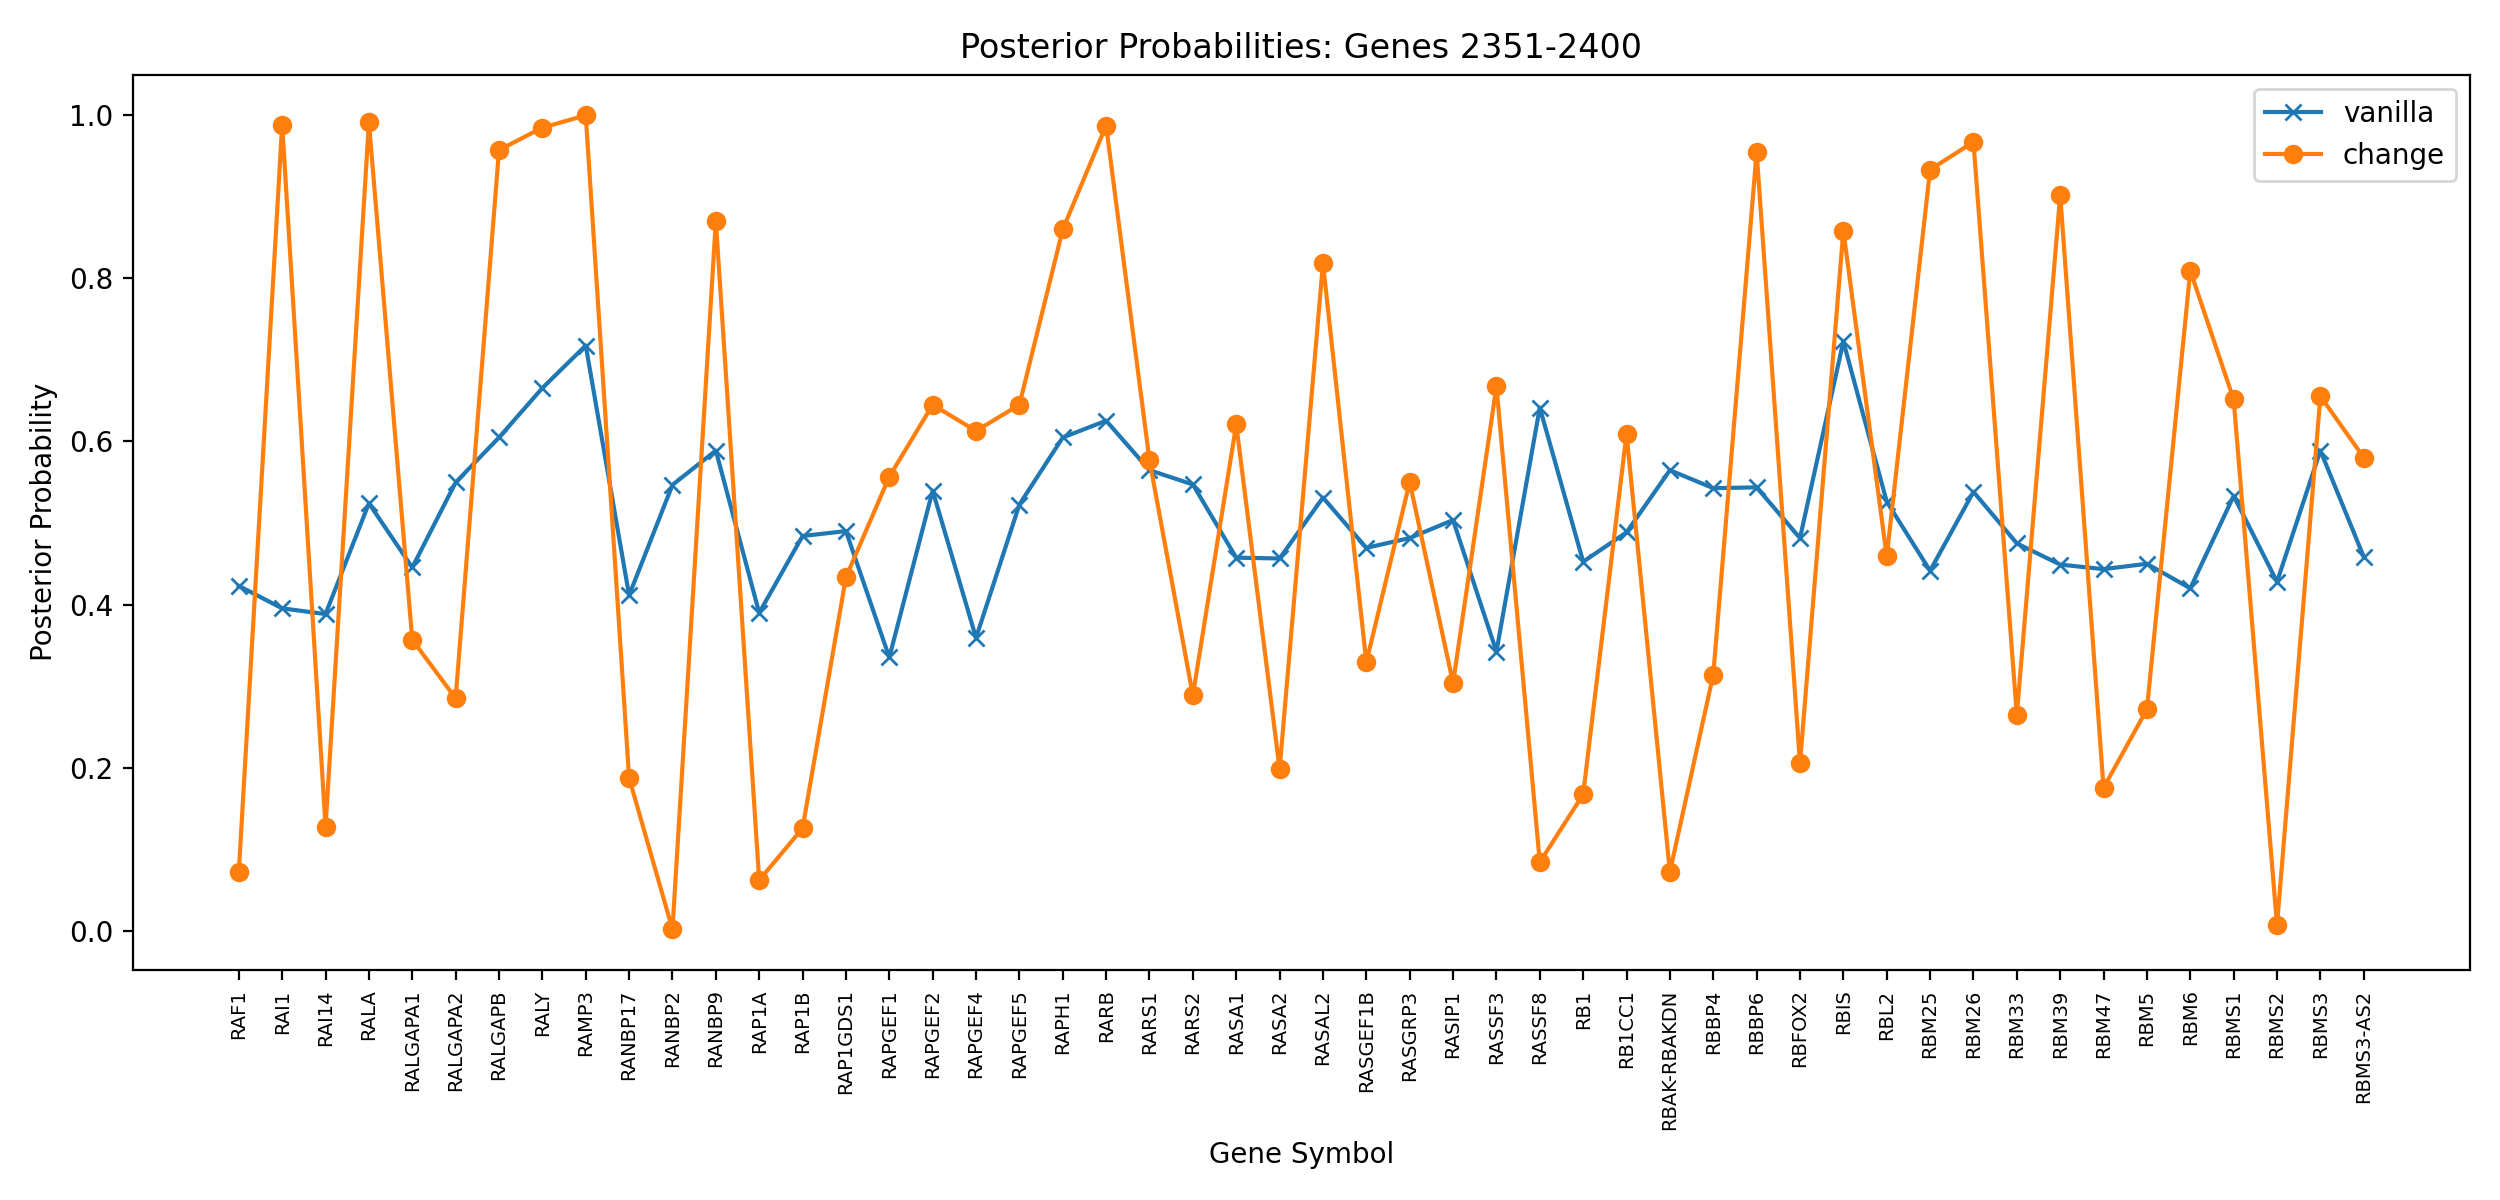 Posterior Probabilities: Genes 2351-2400
vanilla
change
Posterior Probability
1.0
0.8
0.6
0.4
0.2
0.0
RAF1
RAI1
RAI14
RALA
RALGAPA1
RALGAPA2
RALGAPB
RALY
RAMP3
RANBP17
RANBP2
RANBP9
RAP1A
RAP1B
RAP1GDS1
RAPGEF1
RAPGEF2
RAPGEF4
RAPGEF5
RAPH1
RARB
RARS1
RARS2
RASA1
RASA2
RASAL2
RASGEF1B
RASGRP3
RASIP1
RASSF3
RASSF8
RB1
RB1CC1
RBAK-RBAKDN
RBBP4
RBBP6
RBFOX2
RBIS
RBL2
RBM25
RBM26
RBM33
RBM39
RBM47
RBM5
RBM6
RBMS1
RBMS2
RBMS3
RBMS3-AS2
Gene Symbol